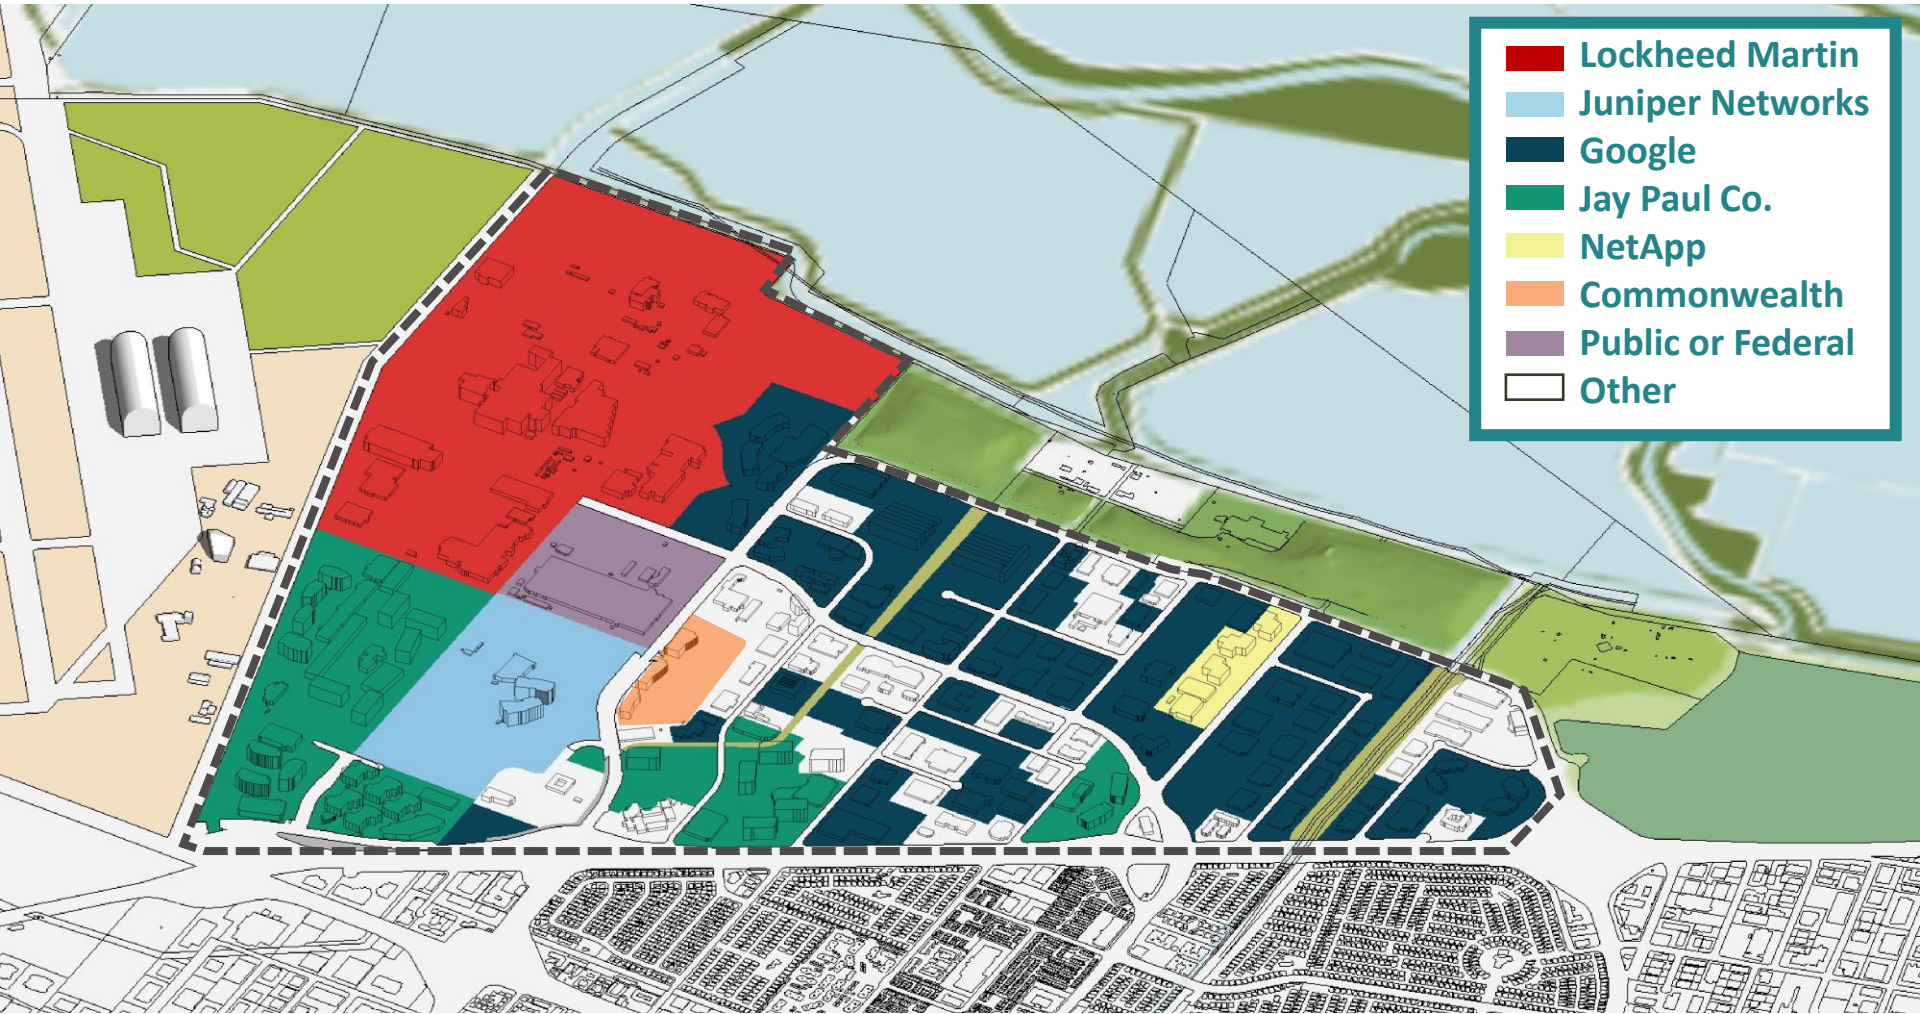 Lockheed Martin
Juniper Networks
Google
Jay Paul Co.
NetApp
Commonwealth
Public or Federal
Other